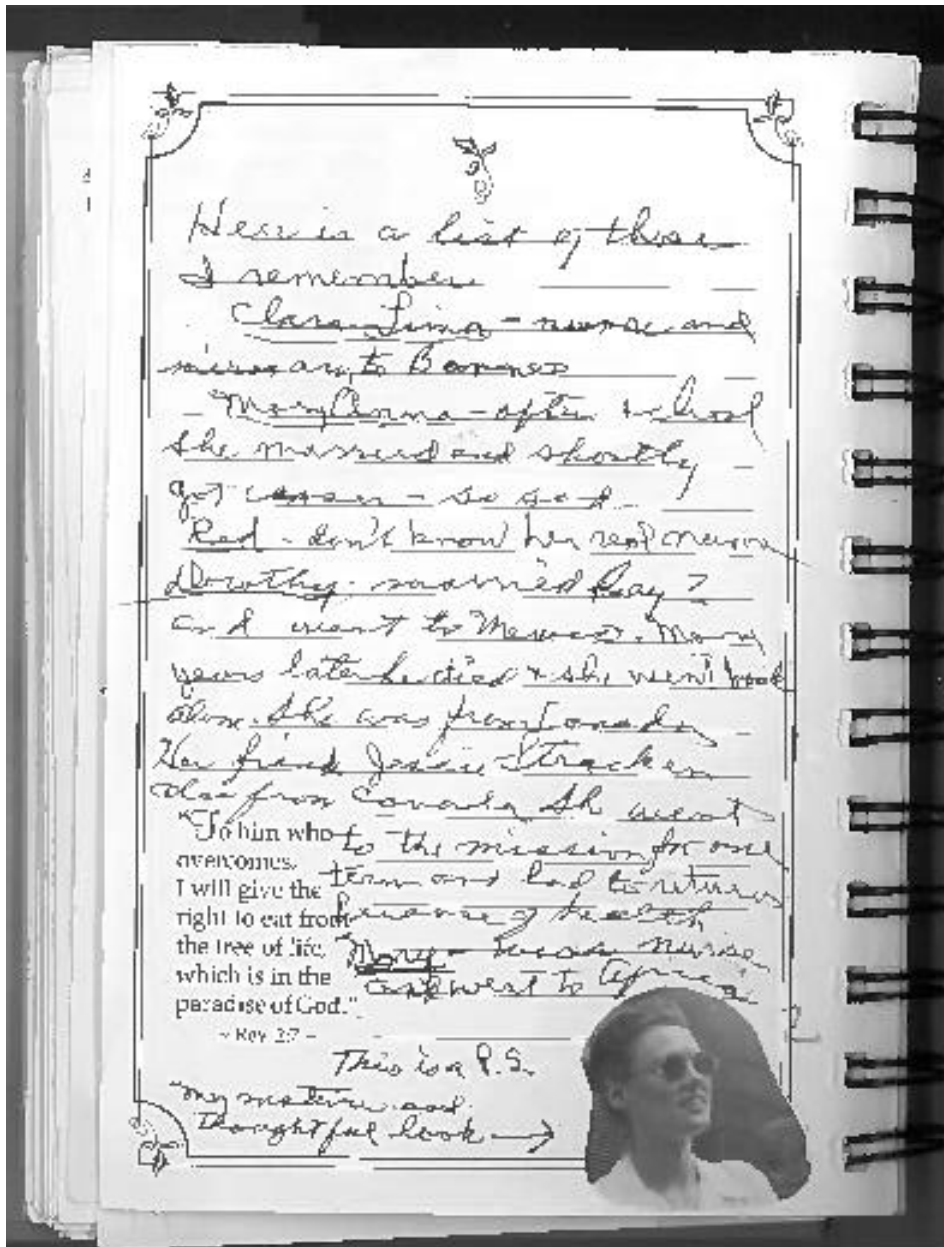 Here is a list of those
I remember
Clara Lima - nurse and
to Borneo
Mary Anna - after school
she married and shortly
got cancer - so sad
Red - don't know her real name
Dorothy - married Ray?
and went to Mexico. Many
years later he died & she went back
alone. She was from Canada
Her friend Jessie Stracken
also from Canada She went
to the mission for one
term and had to return
because of health
Mary - was nurse
and went to Africa
"To him who
overcomes,
I will give the
right to eat from
the tree of life,
which is in the
paradise of God."
~ Rev. 2:7 ~
This is a P.S.
my mature and
thoughtful look →